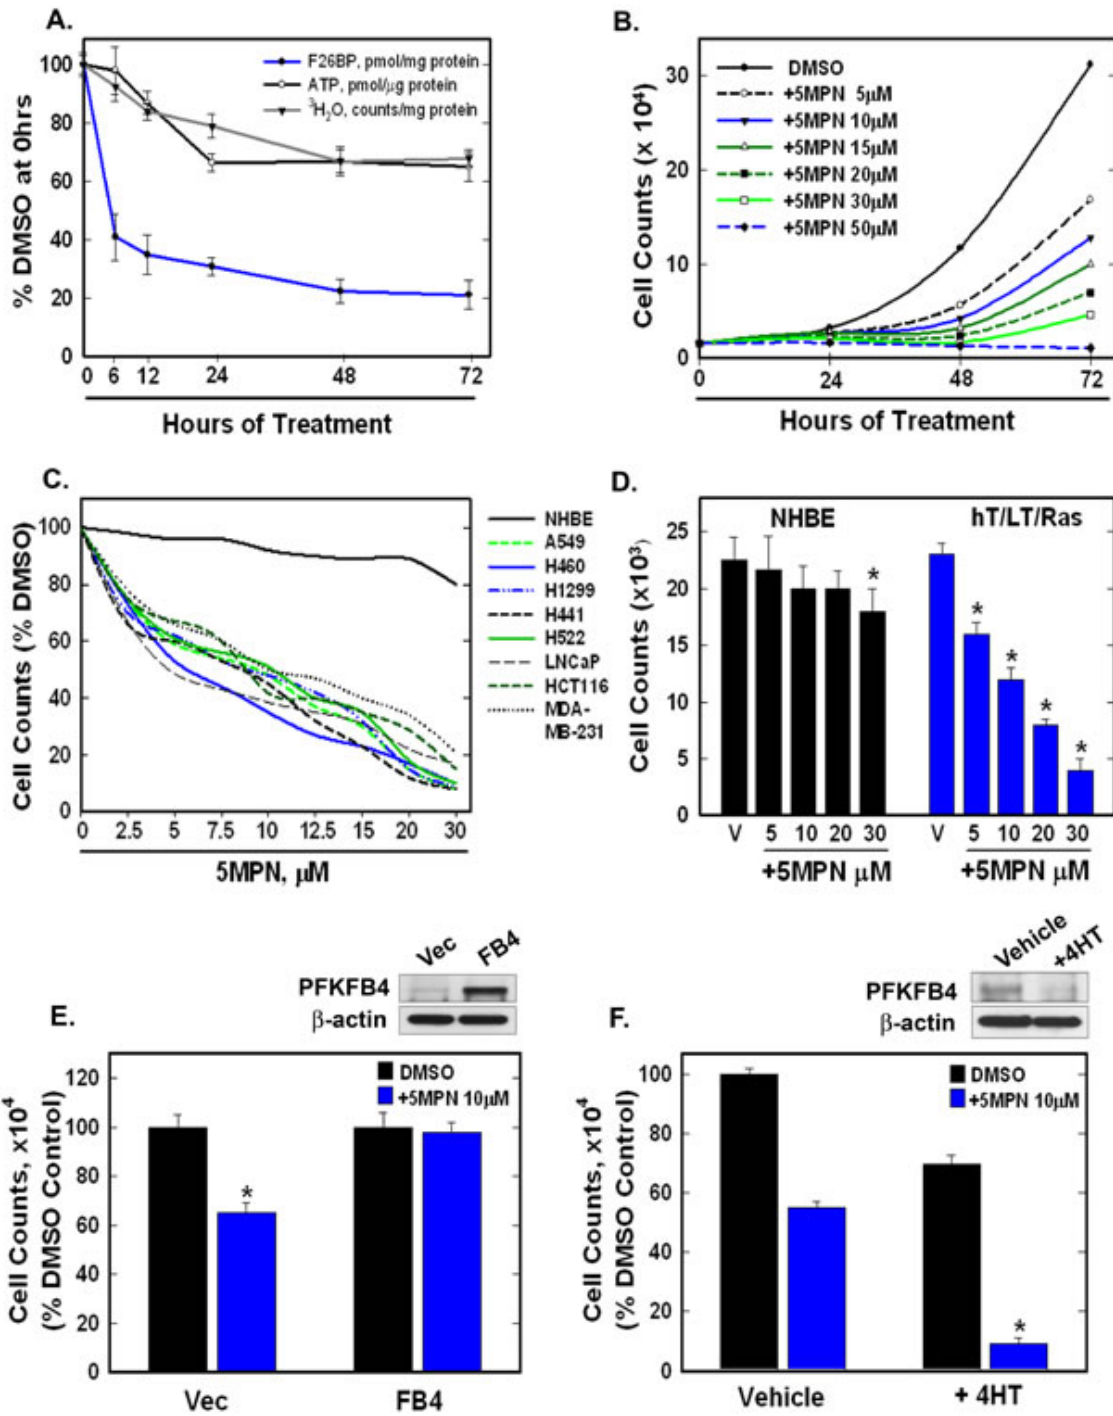 A.
% DMSO at 0hrs
100
80
60
40
20
0
F26BP, pmol/mg protein
ATP, pmol/μg protein
³H₂O, counts/mg protein
0 6 12 24 48 72
Hours of Treatment
B.
Cell Counts (x 10⁴)
30
20
10
0
DMSO
+5MPN 5μM
+5MPN 10μM
+5MPN 15μM
+5MPN 20μM
+5MPN 30μM
+5MPN 50μM
0 24 48 72
Hours of Treatment
C.
Cell Counts (% DMSO)
100
80
60
40
20
0
0 2.5 5 7.5 10 12.5 15 20 30
5MPN, μM
NHBE
A549
H460
H1299
H441
H522
LNCaP
HCT116
MDA-
MB-231
D.
Cell Counts (x10³)
25
20
15
10
5
0
NHBE
hT/LT/Ras
*
* * * *
V 5 10 20 30
+5MPN μM
V 5 10 20 30
+5MPN μM
E.
Vec FB4
PFKFB4
β-actin
Cell Counts, x10⁴
(% DMSO Control)
120
100
80
60
40
20
0
DMSO
+5MPN 10μM
*
Vec FB4
F.
Vehicle +4HT
PFKFB4
β-actin
Cell Counts, x10⁴
(% DMSO Control)
100
80
60
40
20
0
DMSO
+5MPN 10μM
*
Vehicle + 4HT